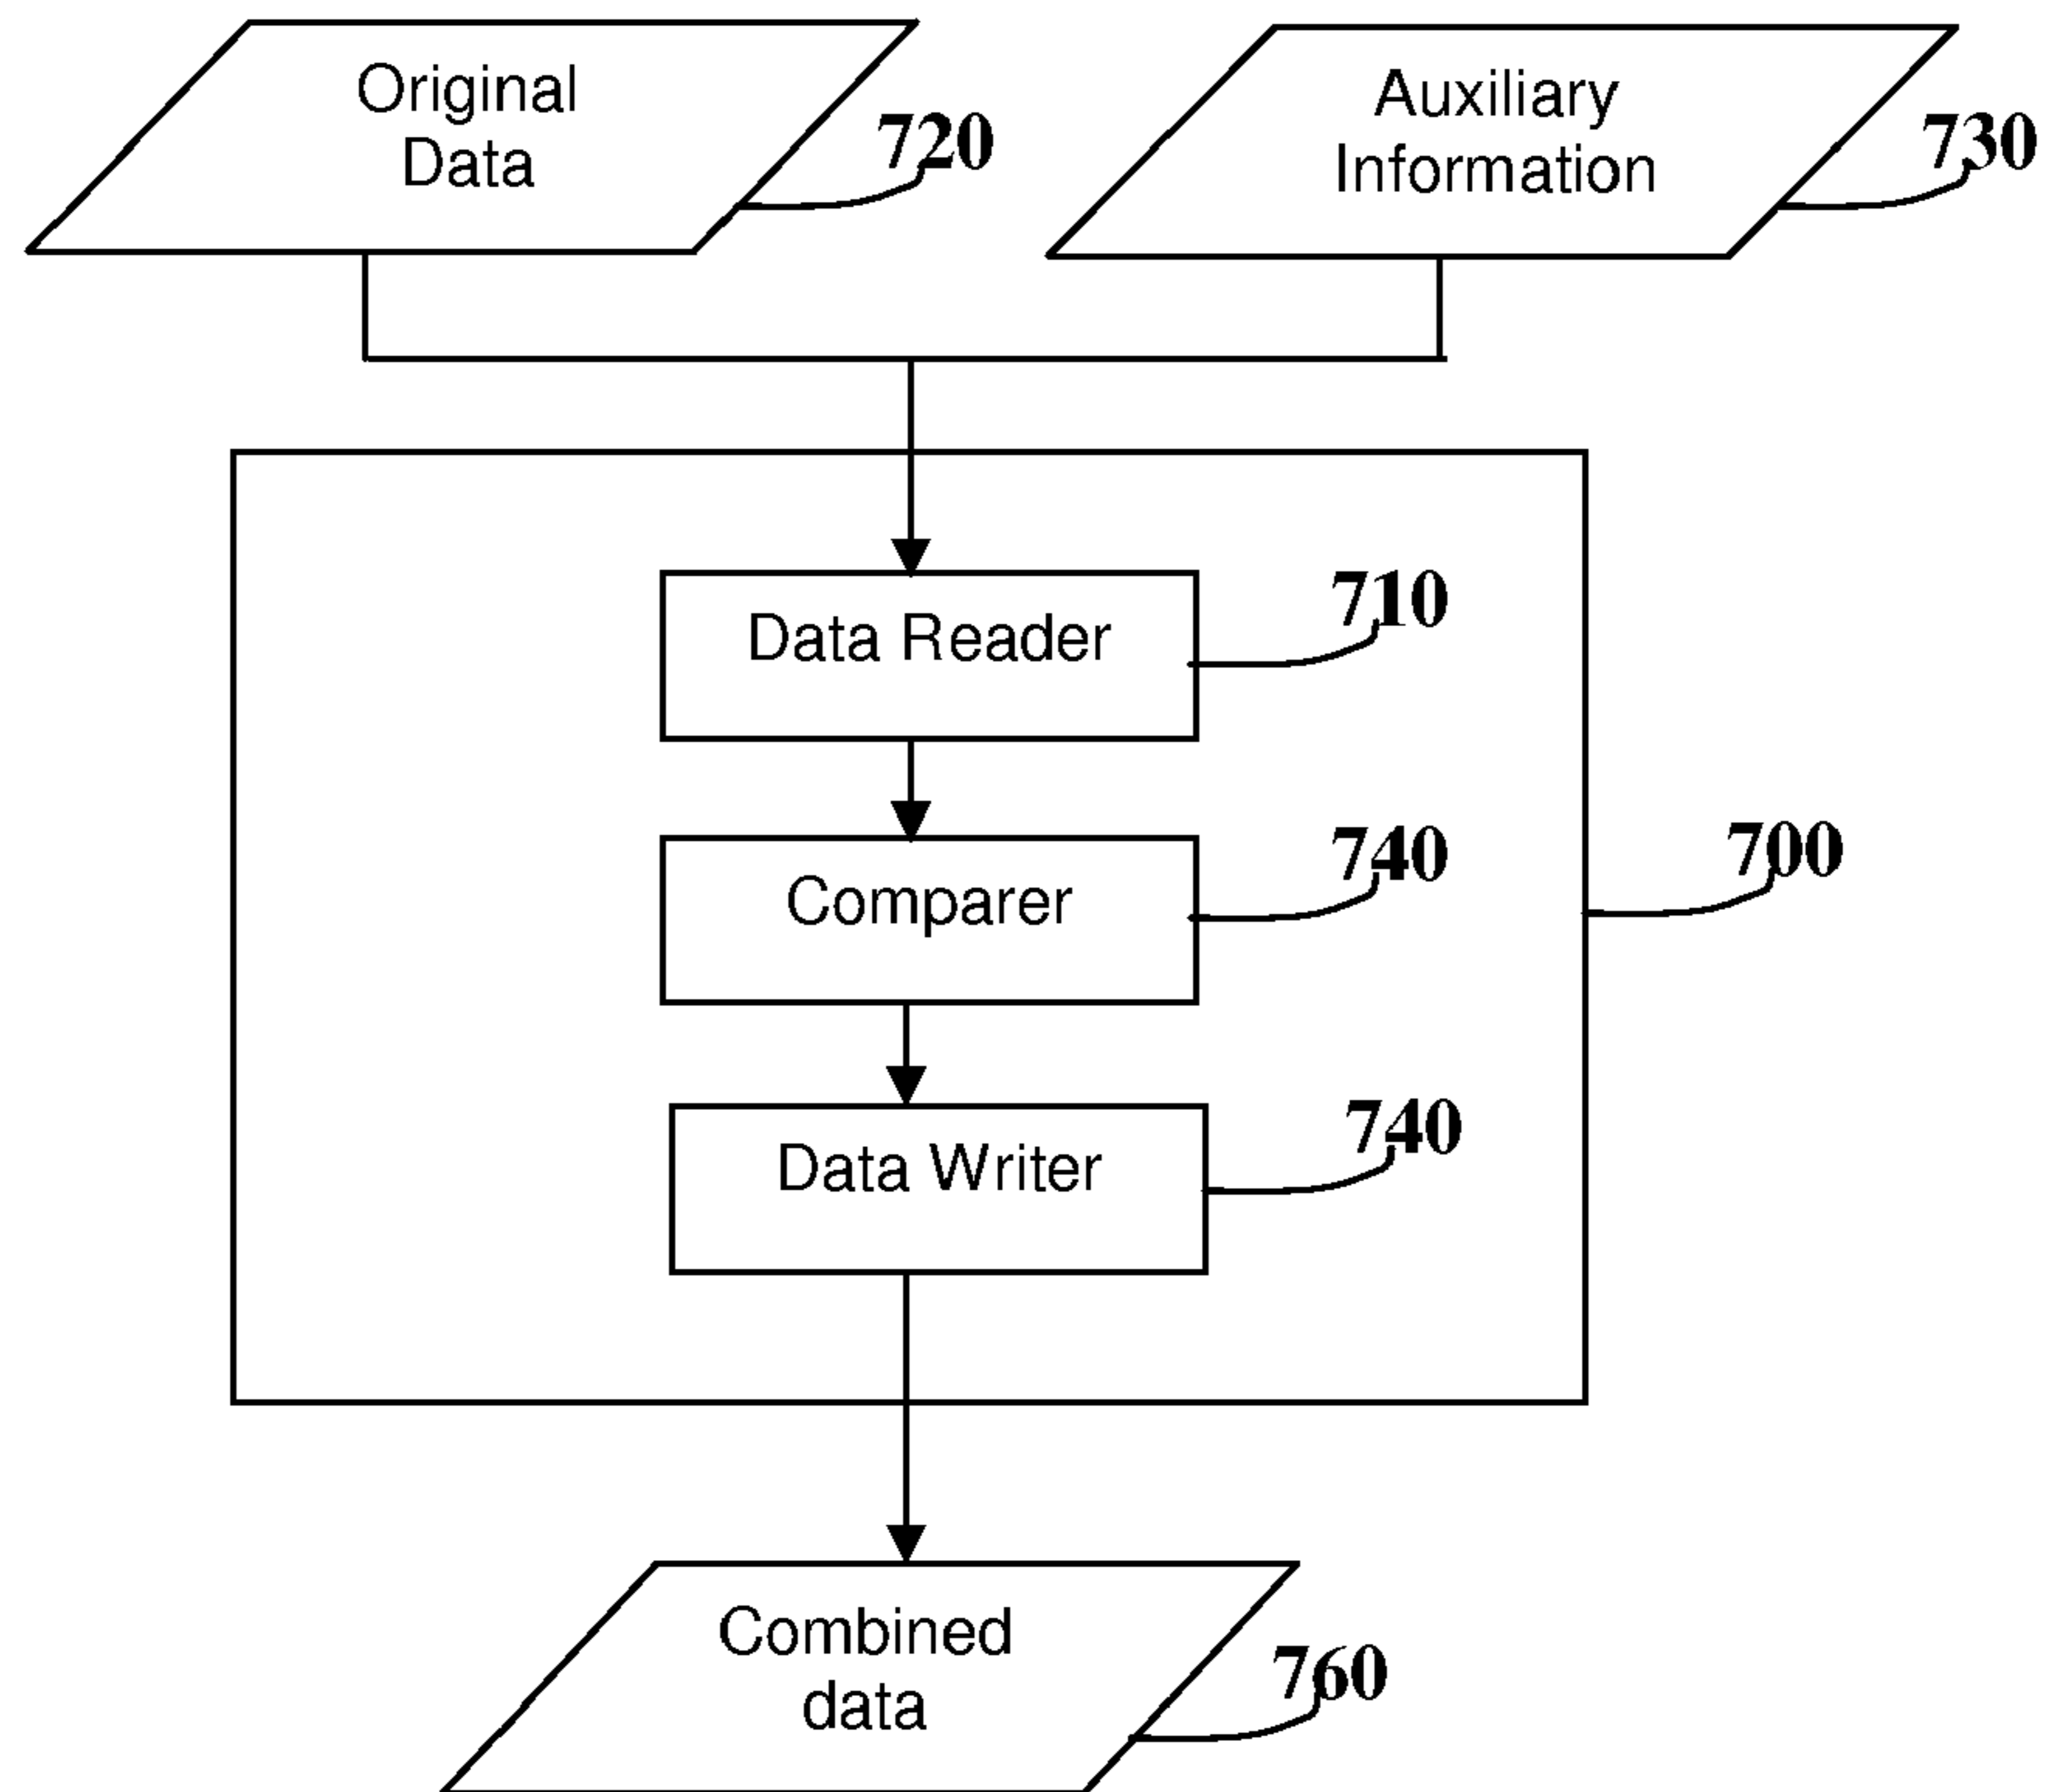 Original
Data
720
Auxiliary
Information
730
Data Reader
710
Comparer
740
700
Data Writer
740
Combined
data
760